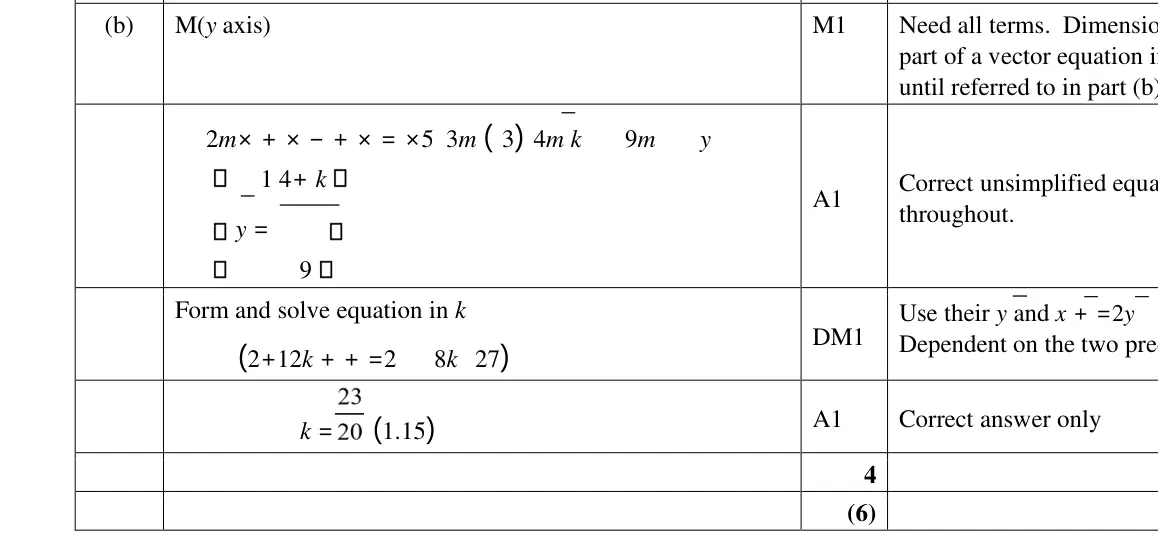 (b) M(y axis) M1 Need all terms. Dimensio
part of a vector equation i
until referred to in part (b)
2m× + × − + × = ×5 3m ( 3) 4m k 9m y
1 4+ k
y =
9
A1 Correct unsimplified equa
throughout.
Form and solve equation in k
(2+12k + + =2 8k 27)
DM1 Use their y and x + =2y
Dependent on the two pre
k = 23/20 (1.15) A1 Correct answer only
4
(6)